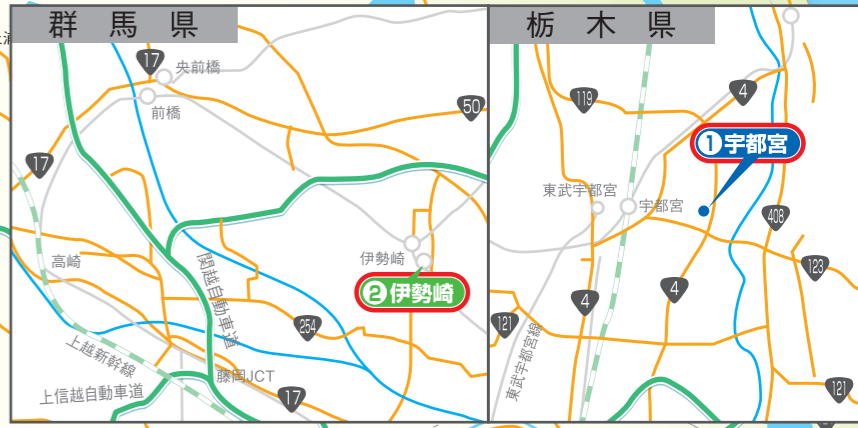 群馬県
17
央前橋
前橋
50
17
高崎
関越自動車道
伊勢崎
2 伊勢崎
254
上越新幹線
藤岡JCT
上信越自動車道
17
栃木県
4
119
1 宇都宮
東武宇都宮
宇都宮
408
123
4
4
121
東武宇都宮線
121